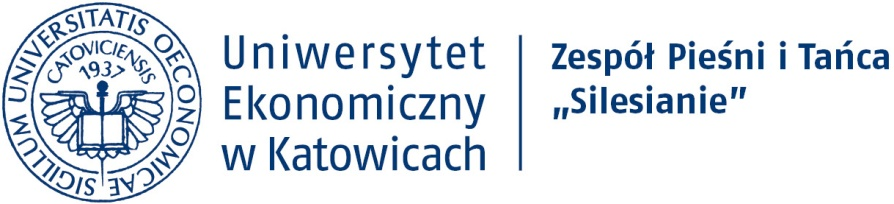 SIGILLUM UNIVERSITATIS OECONOMICAE
CATOVICIENSIS
1937
Uniwersytet
Ekonomiczny
w Katowicach
Zespół Pieśni i Tańca
„Silesianie”